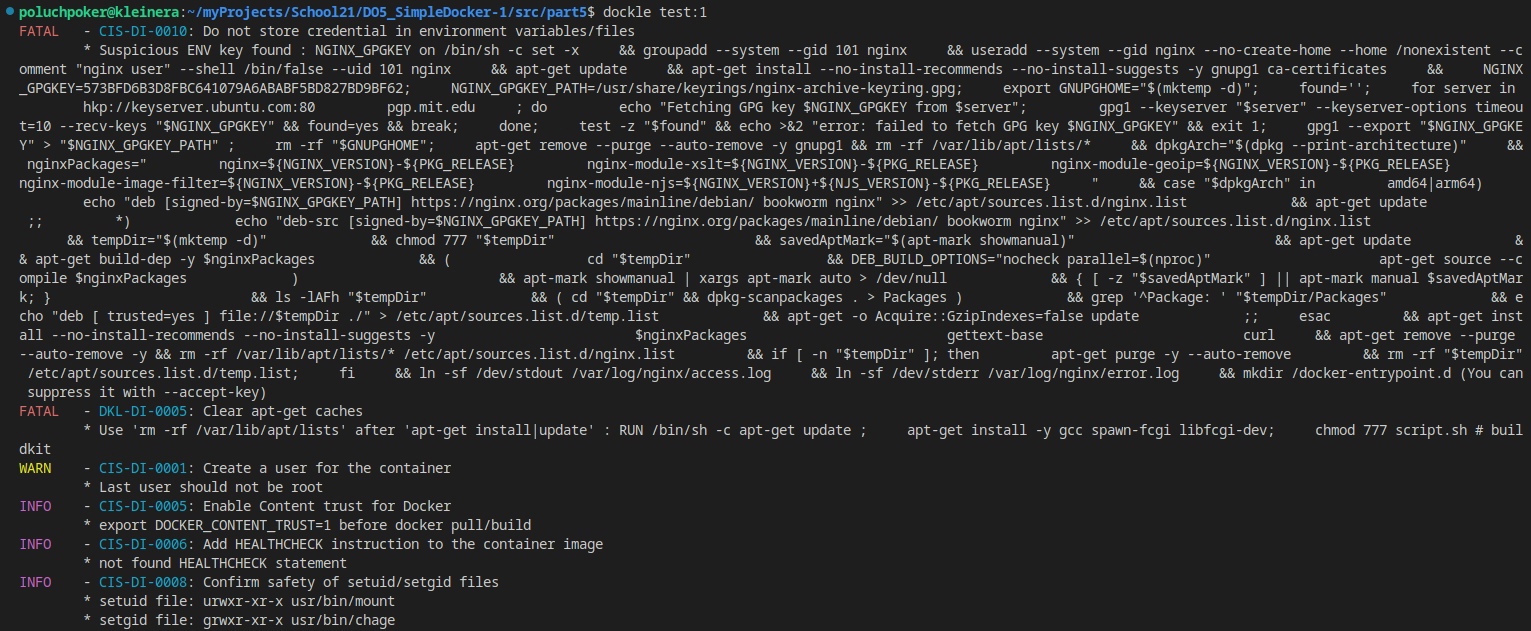 poluchpoker@kleinera:~/myProjects/School21/DO5_SimpleDocker-1/src/part5$ dockle test:1
FATAL   - CIS-DI-0010: Do not store credential in environment variables/files
        * Suspicious ENV key found : NGINX_GPGKEY on /bin/sh -c set -x     && groupadd --system --gid 101 nginx     && useradd --system --gid nginx --no-create-home --home /nonexistent --c
omment "nginx user" --shell /bin/false --uid 101 nginx     && apt-get update     && apt-get install --no-install-recommends --no-install-suggests -y gnupg1 ca-certificates     &&     NGINX
_GPGKEY=573BFD6B3D8FBC641079A6ABABF5BD827BD9BF62;     NGINX_GPGKEY_PATH=/usr/share/keyrings/nginx-archive-keyring.gpg;     export GNUPGHOME="$(mktemp -d)";     found='';     for server in
        hkp://keyserver.ubuntu.com:80         pgp.mit.edu     ; do         echo "Fetching GPG key $NGINX_GPGKEY from $server";         gpg1 --keyserver "$server" --keyserver-options timeou
t=10 --recv-keys "$NGINX_GPGKEY" && found=yes && break;     done;     test -z "$found" && echo >&2 "error: failed to fetch GPG key $NGINX_GPGKEY" && exit 1;     gpg1 --export "$NGINX_GPGKE
Y" > "$NGINX_GPGKEY_PATH" ;     rm -rf "$GNUPGHOME";     apt-get remove --purge --auto-remove -y gnupg1 && rm -rf /var/lib/apt/lists/*     && dpkgArch="$(dpkg --print-architecture)"     &&
 nginxPackages="         nginx=${NGINX_VERSION}-${PKG_RELEASE}         nginx-module-xslt=${NGINX_VERSION}-${PKG_RELEASE}         nginx-module-geoip=${NGINX_VERSION}-${PKG_RELEASE}
nginx-module-image-filter=${NGINX_VERSION}-${PKG_RELEASE}         nginx-module-njs=${NGINX_VERSION}+${NJS_VERSION}-${PKG_RELEASE}     "     && case "$dpkgArch" in         amd64|arm64)
        echo "deb [signed-by=$NGINX_GPGKEY_PATH] https://nginx.org/packages/mainline/debian/ bookworm nginx" >> /etc/apt/sources.list.d/nginx.list             && apt-get update
 ;;         *)             echo "deb-src [signed-by=$NGINX_GPGKEY_PATH] https://nginx.org/packages/mainline/debian/ bookworm nginx" >> /etc/apt/sources.list.d/nginx.list
      && tempDir="$(mktemp -d)"             && chmod 777 "$tempDir"                         && savedAptMark="$(apt-mark showmanual)"                         && apt-get update             &
& apt-get build-dep -y $nginxPackages             && (                 cd "$tempDir"                 && DEB_BUILD_OPTIONS="nocheck parallel=$(nproc)"                     apt-get source --c
ompile $nginxPackages             )                         && apt-mark showmanual | xargs apt-mark auto > /dev/null             && { [ -z "$savedAptMark" ] || apt-mark manual $savedAptMar
k; }                         && ls -lAFh "$tempDir"             && ( cd "$tempDir" && dpkg-scanpackages . > Packages )             && grep '^Package: ' "$tempDir/Packages"             && e
cho "deb [ trusted=yes ] file://$tempDir ./" > /etc/apt/sources.list.d/temp.list             && apt-get -o Acquire::GzipIndexes=false update             ;;     esac         && apt-get inst
all --no-install-recommends --no-install-suggests -y                         $nginxPackages                         gettext-base                         curl     && apt-get remove --purge
--auto-remove -y && rm -rf /var/lib/apt/lists/* /etc/apt/sources.list.d/nginx.list         && if [ -n "$tempDir" ]; then         apt-get purge -y --auto-remove         && rm -rf "$tempDir"
 /etc/apt/sources.list.d/temp.list;     fi     && ln -sf /dev/stdout /var/log/nginx/access.log     && ln -sf /dev/stderr /var/log/nginx/error.log     && mkdir /docker-entrypoint.d (You can
 suppress it with --accept-key)
FATAL   - DKL-DI-0005: Clear apt-get caches
        * Use 'rm -rf /var/lib/apt/lists' after 'apt-get install|update' : RUN /bin/sh -c apt-get update ;     apt-get install -y gcc spawn-fcgi libfcgi-dev;     chmod 777 script.sh # buil
dkit
WARN    - CIS-DI-0001: Create a user for the container
        * Last user should not be root
INFO    - CIS-DI-0005: Enable Content trust for Docker
        * export DOCKER_CONTENT_TRUST=1 before docker pull/build
INFO    - CIS-DI-0006: Add HEALTHCHECK instruction to the container image
        * not found HEALTHCHECK statement
INFO    - CIS-DI-0008: Confirm safety of setuid/setgid files
        * setuid file: urwxr-xr-x usr/bin/mount
        * setgid file: grwxr-xr-x usr/bin/chage